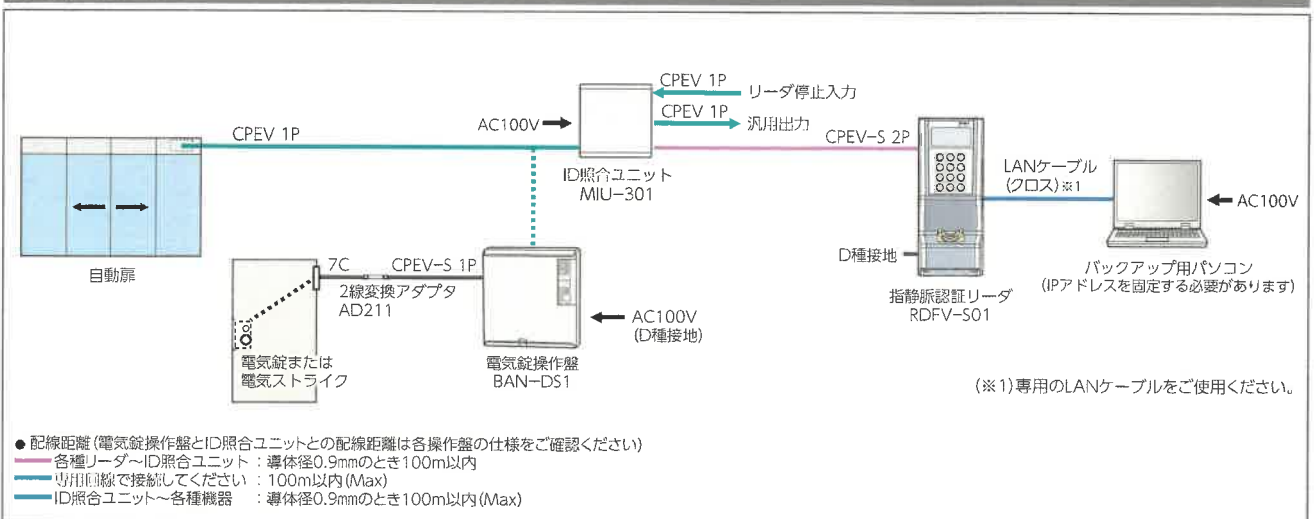 CPEV 1P
リーダ停止入力
AC100V
CPEV 1P
汎用出力
CPEV 1P
CPEV-S 2P
ID照合ユニット
MIU-301
LANケーブル
(クロス)※1
AC100V
自動扉
7C
CPEV-S 1P
2線変換アダプタ
AD211
D種接地
バックアップ用パソコン
(IPアドレスを固定する必要があります)
指静脈認証リーダ
RDFV-S01
AC100V
(D種接地)
電気錠または
電気ストライク
電気錠操作盤
BAN-DS1
(※1)専用のLANケーブルをご使用ください。
●配線距離(電気錠操作盤とID照合ユニットとの配線距離は各操作盤の仕様をご確認ください)
各種リーダ～ID照合ユニット:導体径0.9mmのとき100m以内
専用回線で接続してください:100m以内(Max)
ID照合ユニット～各種機器:導体径0.9mmのとき100m以内(Max)